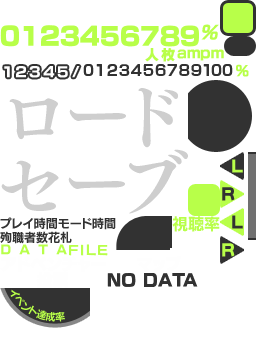 0123456789%
人枚ampm
12345/0123456789100%
ロード
セーブ
L
R
L
R
プレイ時間モード時間
視聴率
殉職者数花札
DATAFILE
NO DATA
イベント達成率